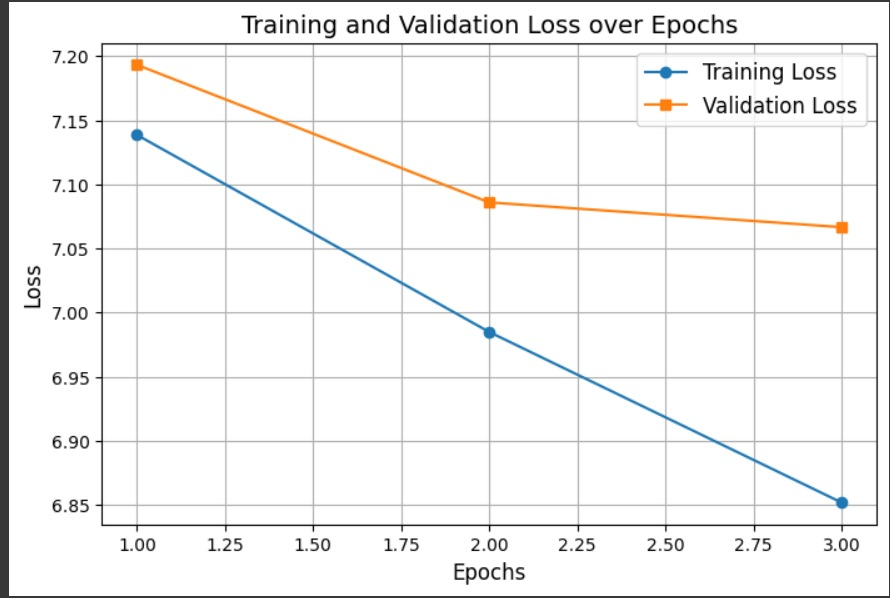 Training and Validation Loss over Epochs
Training Loss
Validation Loss
7.20
7.15
7.10
7.05
7.00
6.95
6.90
6.85
Loss
1.00 1.25 1.50 1.75 2.00 2.25 2.50 2.75 3.00
Epochs